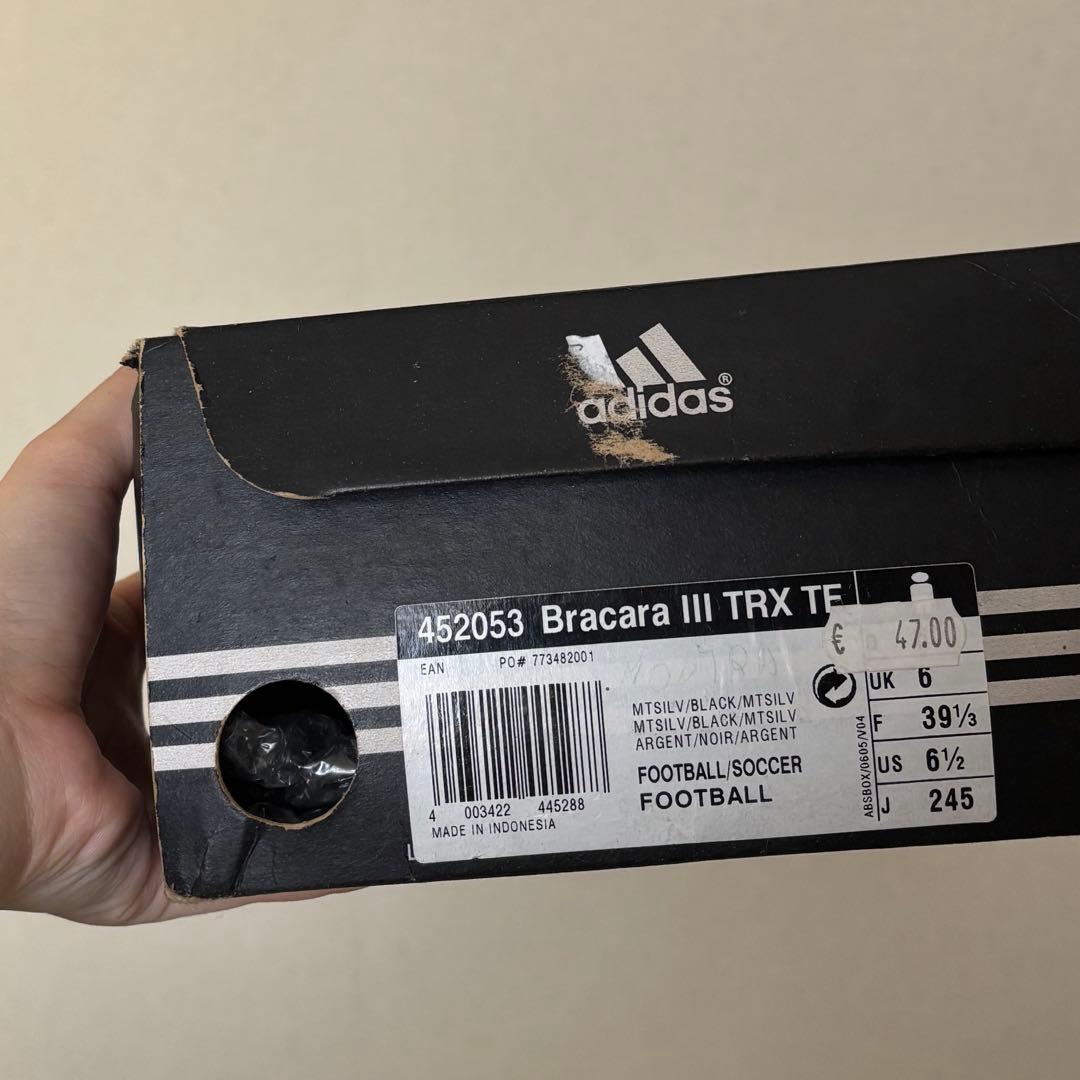 adidas®
452053 Bracara III TRX TF
€ 47.00
EAN PO# 773482001
MTSILV/BLACK/MTSILV
MTSILV/BLACK/MTSILV
ARGENT/NOIR/ARGENT
FOOTBALL/SOCCER
FOOTBALL
4 003422 445288
MADE IN INDONESIA
ABSBOX/0605/V04
UK 6
F 39⅓
US 6½
J 245